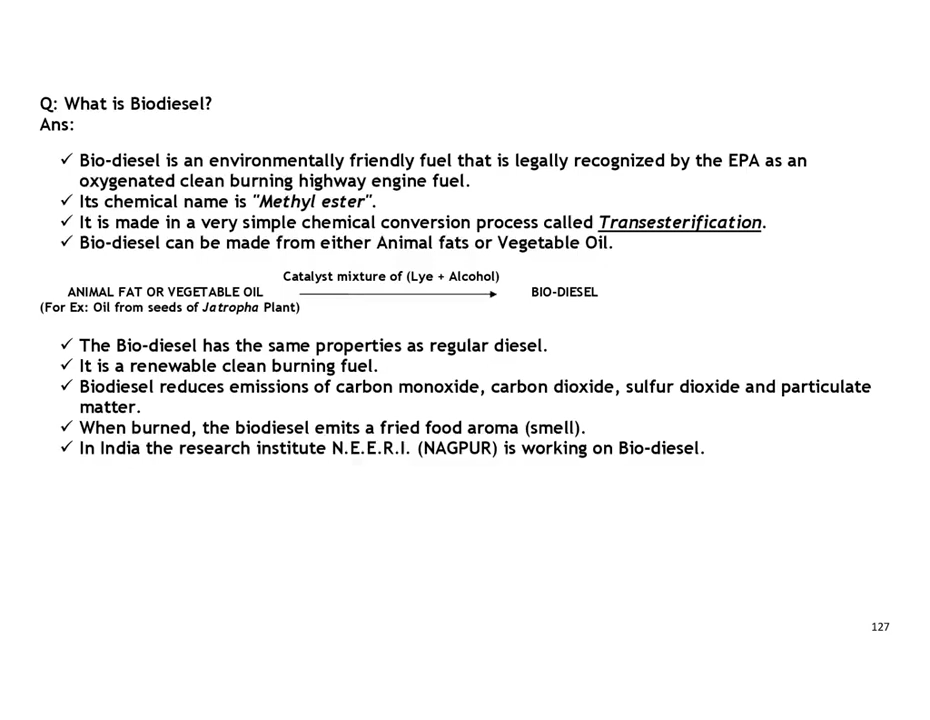 Q: What is Biodiesel?
Ans:
✓ Bio-diesel is an environmentally friendly fuel that is legally recognized by the EPA as an
oxygenated clean burning highway engine fuel.
✓ Its chemical name is "Methyl ester".
✓ It is made in a very simple chemical conversion process called Transesterification.
✓ Bio-diesel can be made from either Animal fats or Vegetable Oil.
Catalyst mixture of (Lye + Alcohol)
ANIMAL FAT OR VEGETABLE OIL BIO-DIESEL
(For Ex: Oil from seeds of Jatropha Plant)
✓ The Bio-diesel has the same properties as regular diesel.
✓ It is a renewable clean burning fuel.
✓ Biodiesel reduces emissions of carbon monoxide, carbon dioxide, sulfur dioxide and particulate
matter.
✓ When burned, the biodiesel emits a fried food aroma (smell).
✓ In India the research institute N.E.E.R.I. (NAGPUR) is working on Bio-diesel.
127